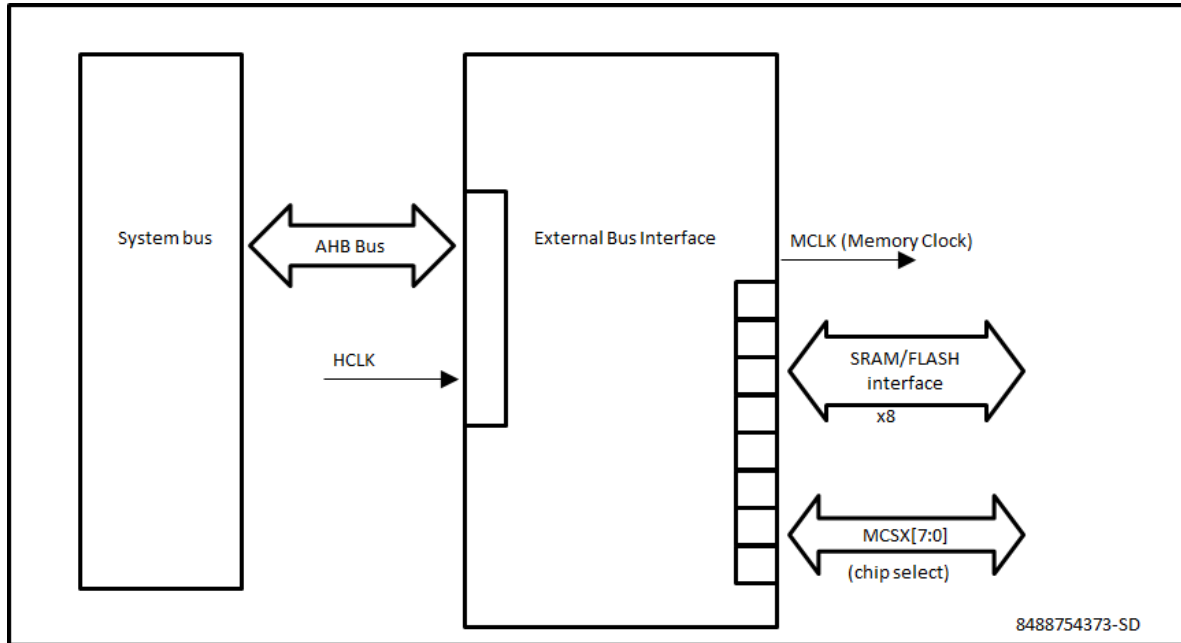 System bus
AHB Bus
External Bus Interface
MCLK (Memory Clock)
HCLK
SRAM/FLASH
interface
x8
MCSX[7:0]
(chip select)
8488754373-SD